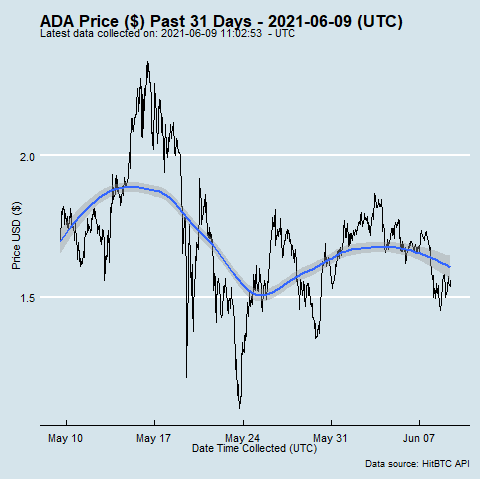 ADA Price ($) Past 31 Days - 2021-06-09 (UTC)
Latest data collected on: 2021-06-09 11:02:53 - UTC
2.0
Price USD ($)
1.5
May 10 May 17 May 24 May 31 Jun 07
Date Time Collected (UTC)
Data source: HitBTC API